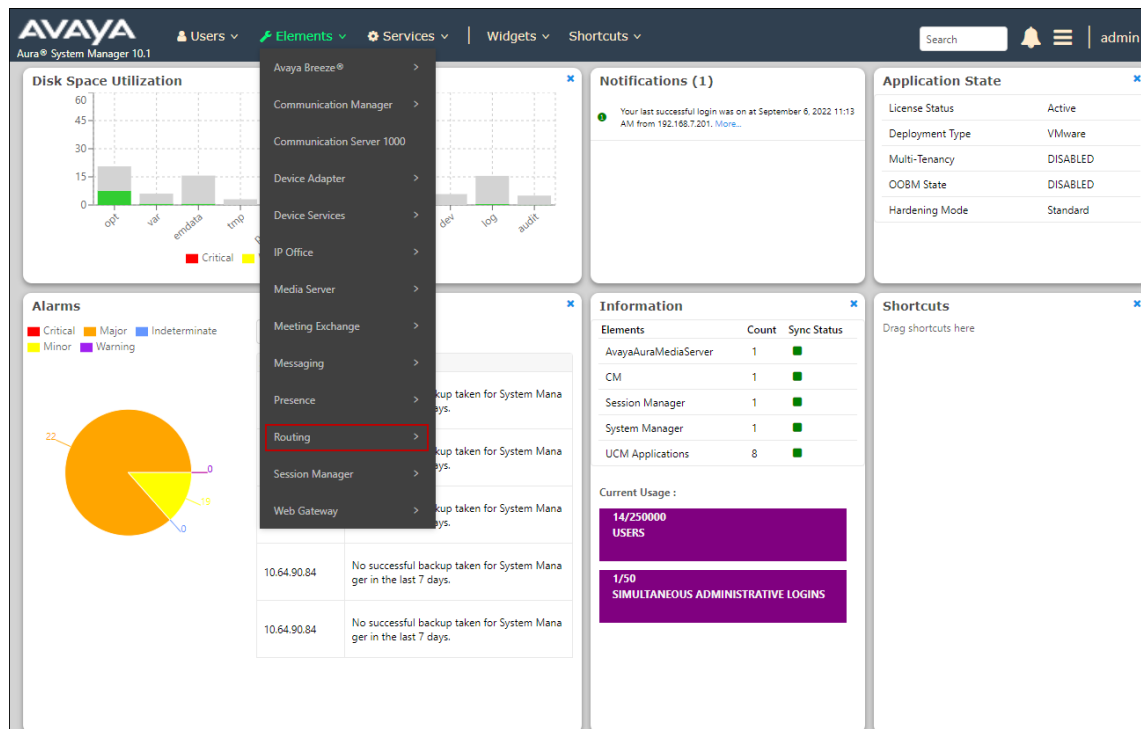 AVAYA
Aura® System Manager 10.1
Users
Elements
Services
Widgets
Shortcuts
Search
admin
Avaya Breeze®
Communication Manager
Communication Server 1000
Device Adapter
Device Services
IP Office
Media Server
Meeting Exchange
Messaging
Presence
Routing
Session Manager
Web Gateway
Disk Space Utilization
60
45
30
15
0
opt
var
emdata
tmp
dev
log
audit
Critical
Notifications (1)
Your last successful login was on at September 6, 2022 11:13
AM from 192.168.7.201. More...
Application State
License Status Active
Deployment Type VMware
Multi-Tenancy DISABLED
OOBM State DISABLED
Hardening Mode Standard
Alarms
Critical Major Indeterminate
Minor Warning
22
0
15
0
kup taken for System Mana
ays.
kup taken for System Mana
ays.
kup taken for System Mana
ays.
10.64.90.84 No successful backup taken for System Mana
ger in the last 7 days.
10.64.90.84 No successful backup taken for System Mana
ger in the last 7 days.
Information
Elements Count Sync Status
AvayaAuraMediaServer 1
CM 1
Session Manager 1
System Manager 1
UCM Applications 8
Current Usage :
14/250000
USERS
1/50
SIMULTANEOUS ADMINISTRATIVE LOGINS
Shortcuts
Drag shortcuts here